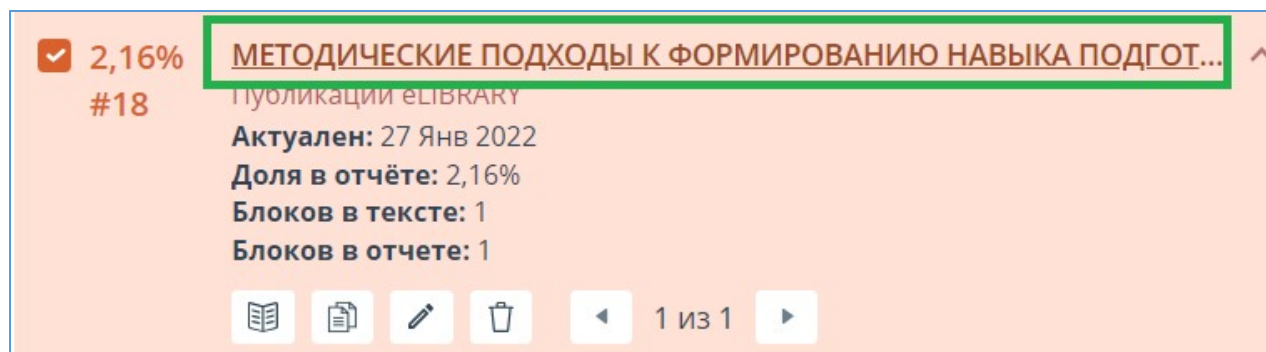 2,16% МЕТОДИЧЕСКИЕ ПОДХОДЫ К ФОРМИРОВАНИЮ НАВЫКА ПОДГОТ...
#18 Публикации eLIBRARY
Актуален: 27 Янв 2022
Доля в отчёте: 2,16%
Блоков в тексте: 1
Блоков в отчете: 1
1 из 1